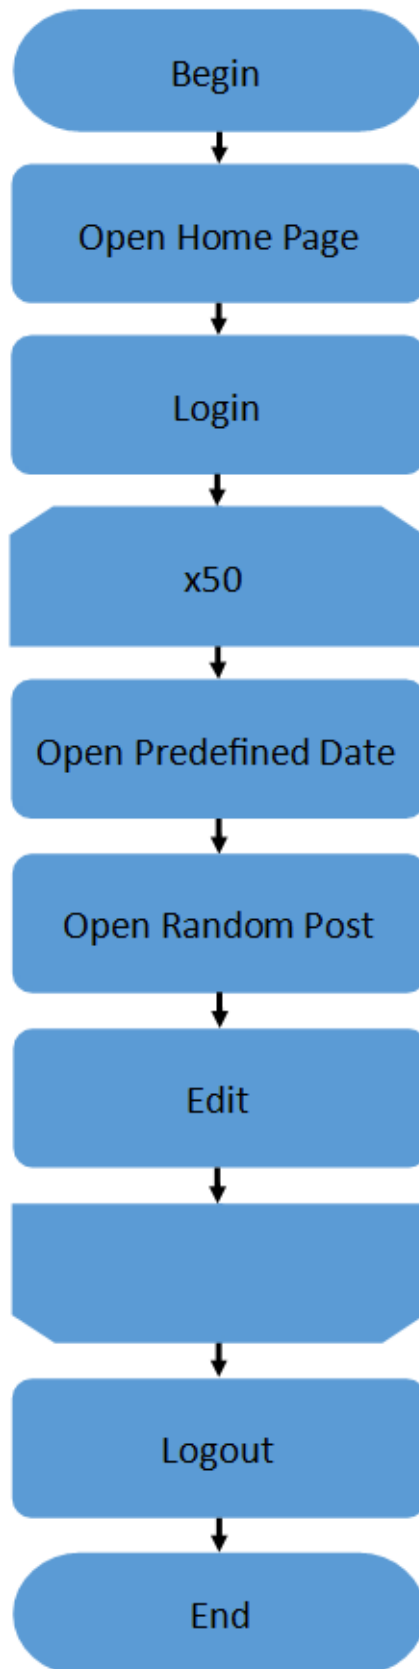 Begin
Open Home Page
Login
x50
Open Predefined Date
Open Random Post
Edit
Logout
End